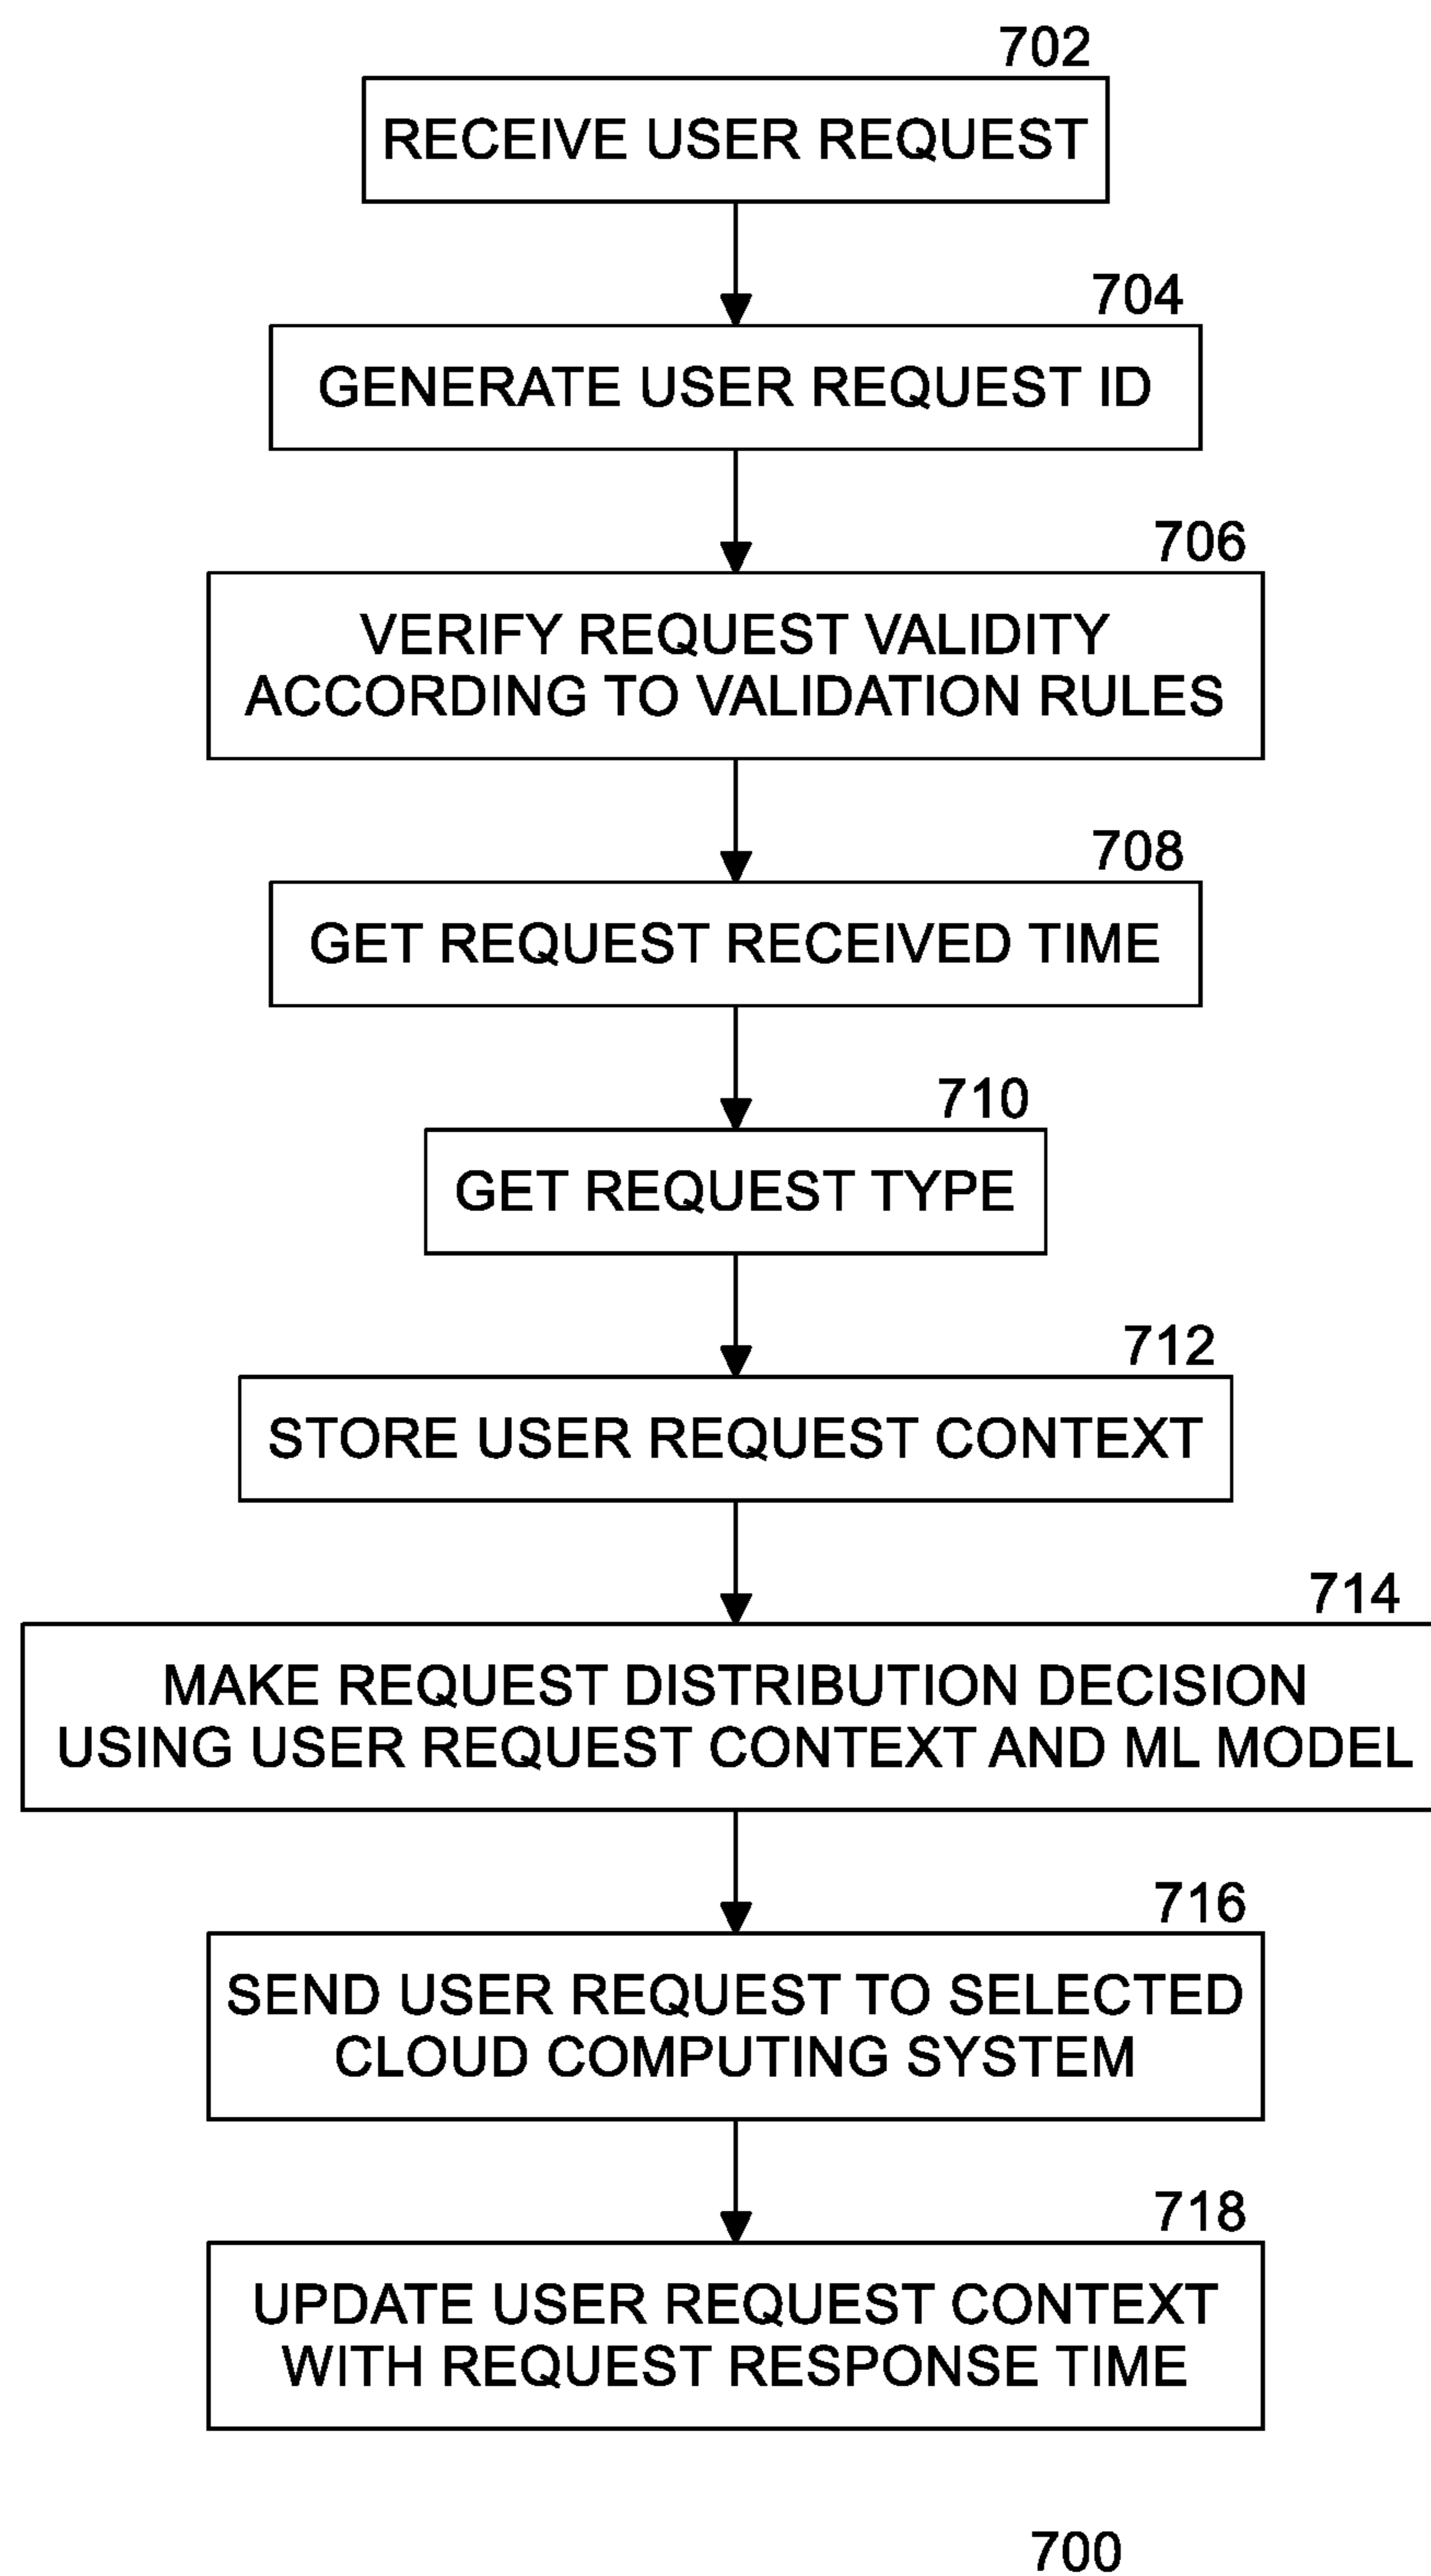 702
RECEIVE USER REQUEST
704
GENERATE USER REQUEST ID
706
VERIFY REQUEST VALIDITY
ACCORDING TO VALIDATION RULES
708
GET REQUEST RECEIVED TIME
710
GET REQUEST TYPE
712
STORE USER REQUEST CONTEXT
714
MAKE REQUEST DISTRIBUTION DECISION
USING USER REQUEST CONTEXT AND ML MODEL
716
SEND USER REQUEST TO SELECTED
CLOUD COMPUTING SYSTEM
718
UPDATE USER REQUEST CONTEXT
WITH REQUEST RESPONSE TIME
700